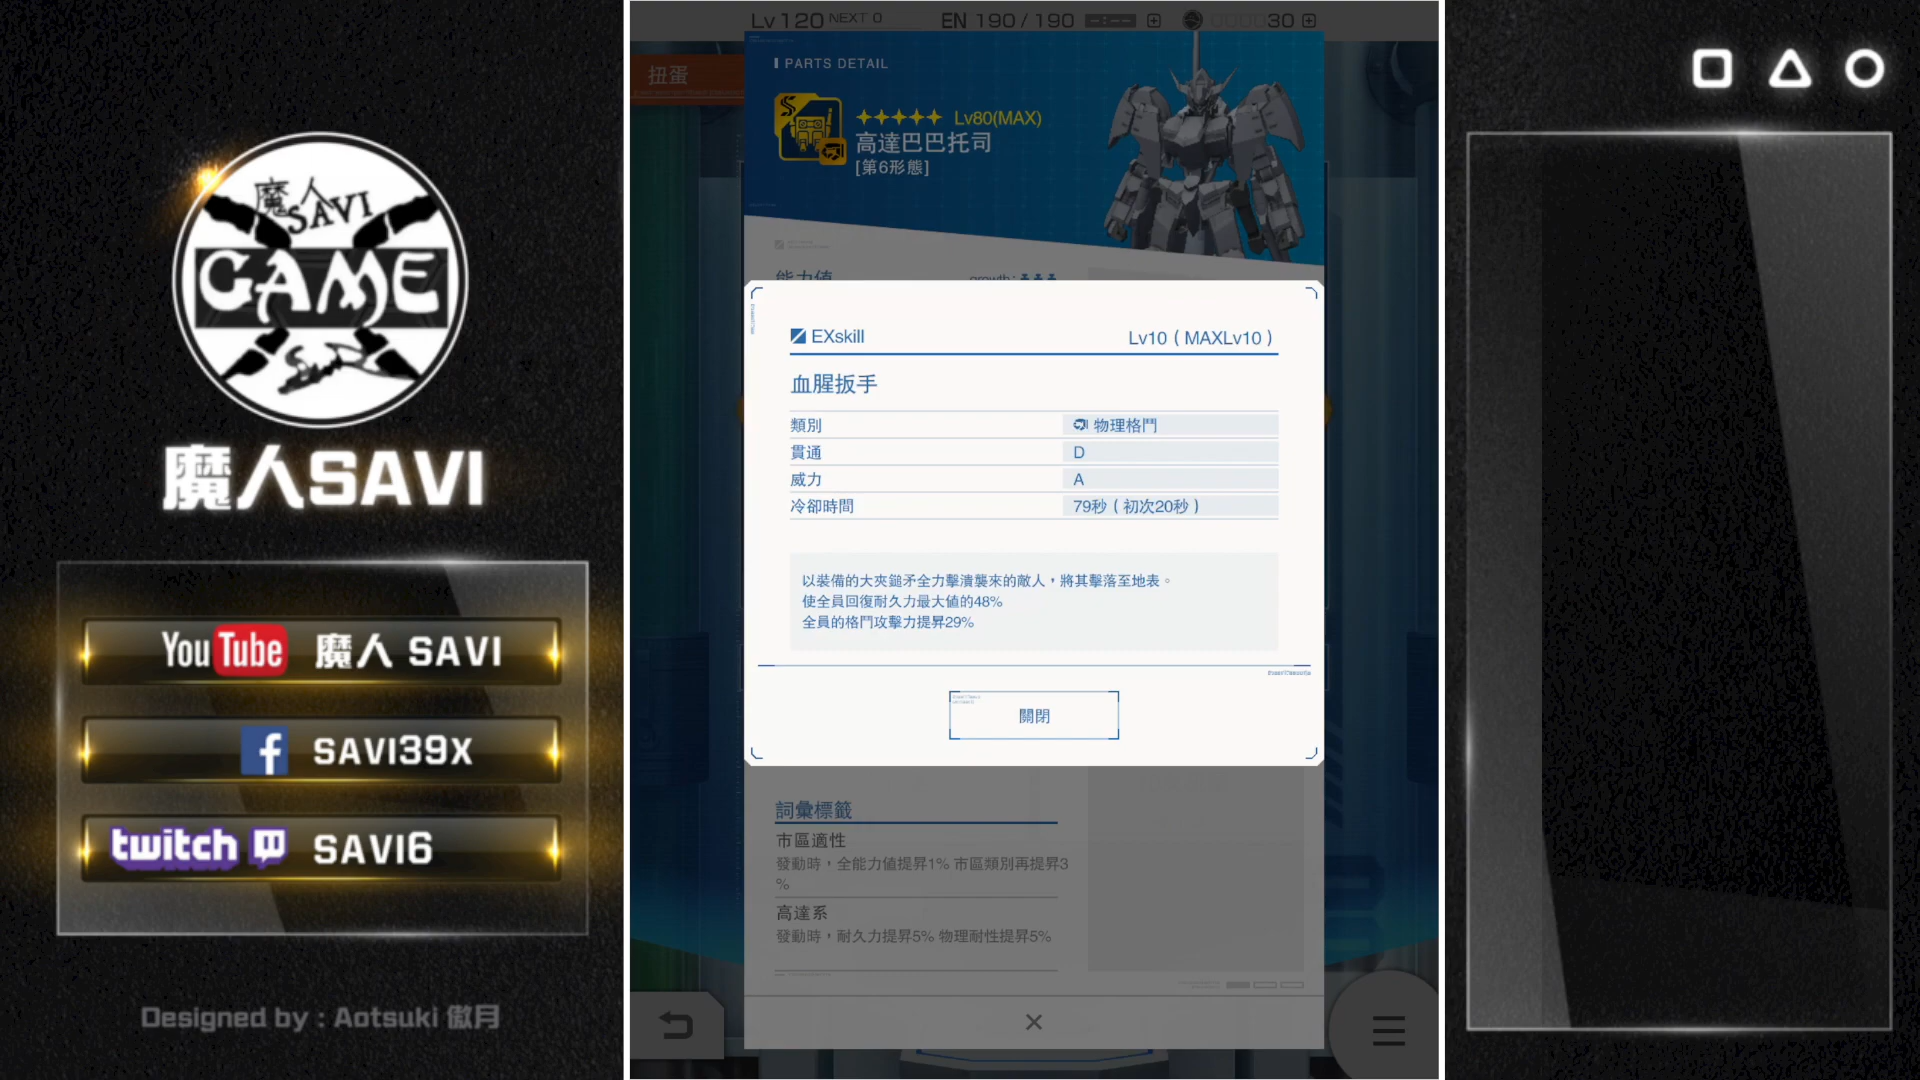 魔人
SAVI
GAME
魔人SAVI
YouTube 魔人 SAVI
SAVI39X
twitch SAVI6
Designed by : Aotsuki 傲月
Lv 120 NEXT 0 EN 190 / 190 30
扭蛋
PARTS DETAIL
Lv80(MAX)
高達巴巴托司
[第6形態]
能力值 growth :
EXskill Lv10 ( MAXLv10 )
血腥扳手
類別 物理格鬥
貫通 D
威力 A
冷卻時間 79秒 ( 初次20秒 )
以裝備的大夾鎚矛全力擊潰襲來的敵人，將其擊落至地表。
使全員回復耐久力最大値的48%
全員的格鬥攻擊力提昇29%
關閉
詞彙標籤
市區適性
發動時，全能力値提昇1% 市區類別再提昇3
%
高達系
發動時，耐久力提昇5% 物理耐性提昇5%